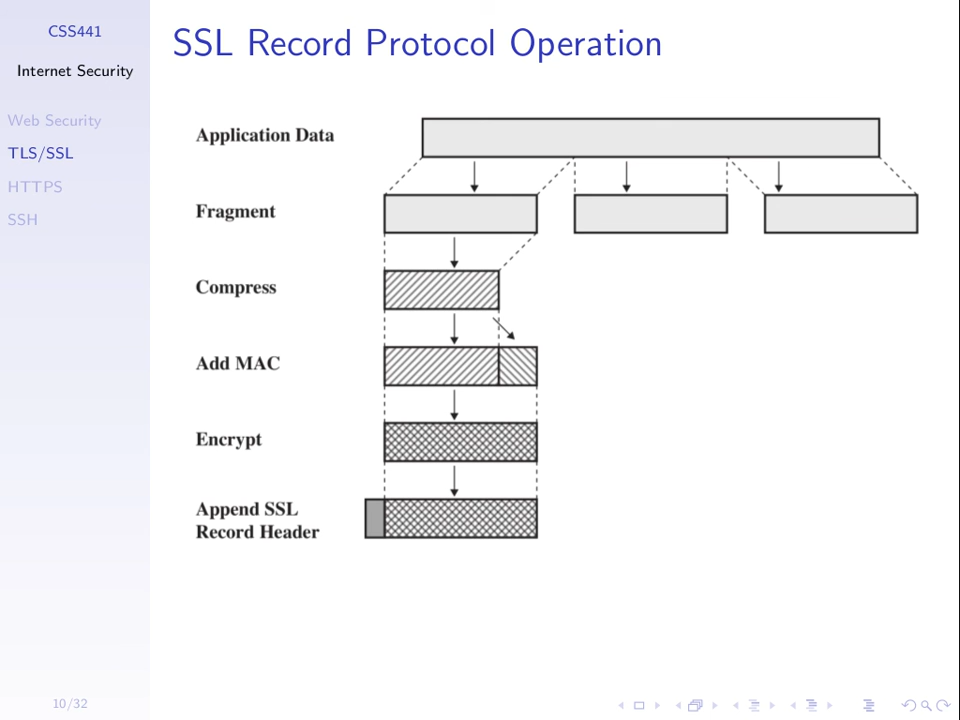 CSS441
Internet Security
Web Security
TLS/SSL
HTTPS
SSH
SSL Record Protocol Operation
Application Data
Fragment
Compress
Add MAC
Encrypt
Append SSL
Record Header
10/32